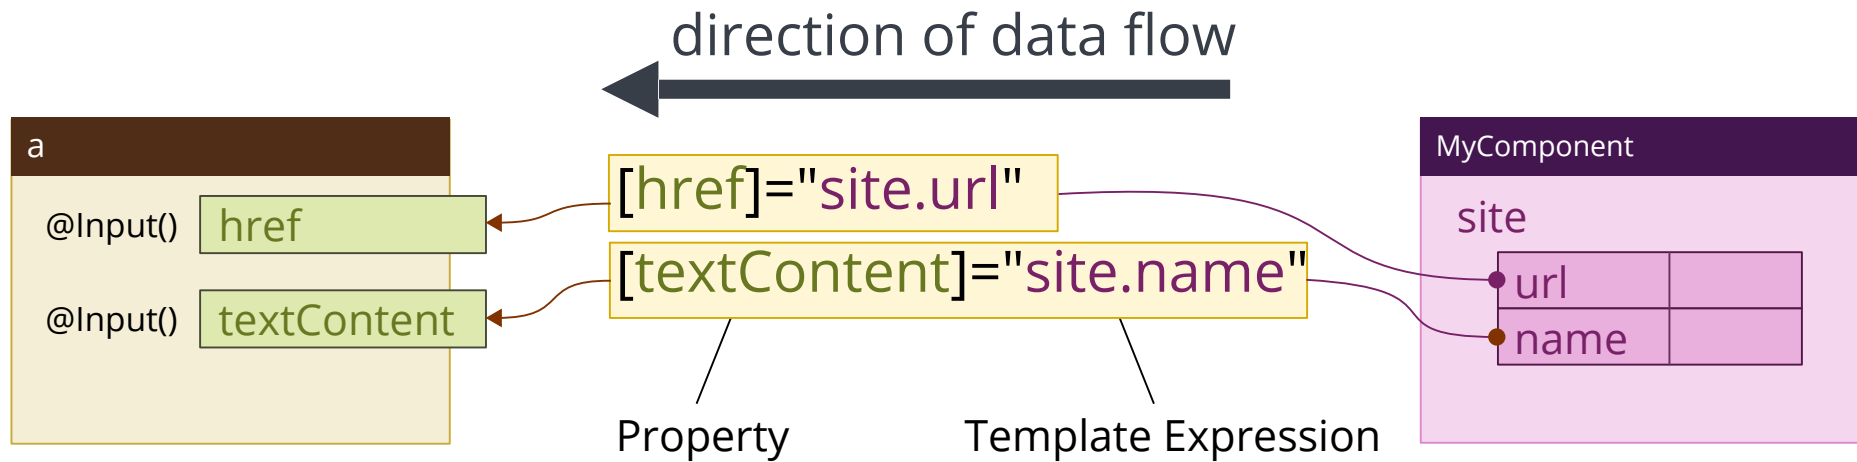 direction of data flow
a
@Input() href
@Input() textContent
[href]="site.url"
[textContent]="site.name"
Property
Template Expression
MyComponent
site
url
name